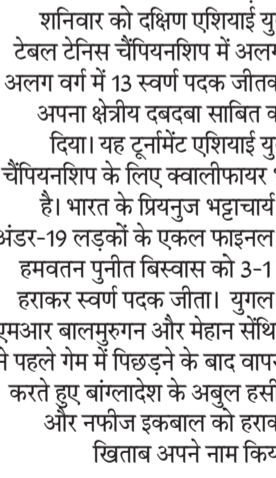 शनिवार को दक्षिण एशियाई यु
टेबल टेनिस चैंपियनशिप में अलग
अलग वर्ग में 13 स्वर्ण पदक जीतक
अपना क्षेत्रीय दबदबा साबित क
दिया। यह टूर्नामेंट एशियाई यु
चैंपियनशिप के लिए क्वालीफायर
है। भारत के प्रियनुज भट्टाचार्य
अंडर-19 लड़कों के एकल फाइनल
हमवतन पुनीत बिस्वास को 3-1
हराकर स्वर्ण पदक जीता। युगल
एमआर बालमुरुगन और मेहान सेंथि
ने पहले गेम में पिछड़ने के बाद वाप
करते हुए बांग्लादेश के अबुल हसी
और नफीज इकबाल को हराक
खिताब अपने नाम किय